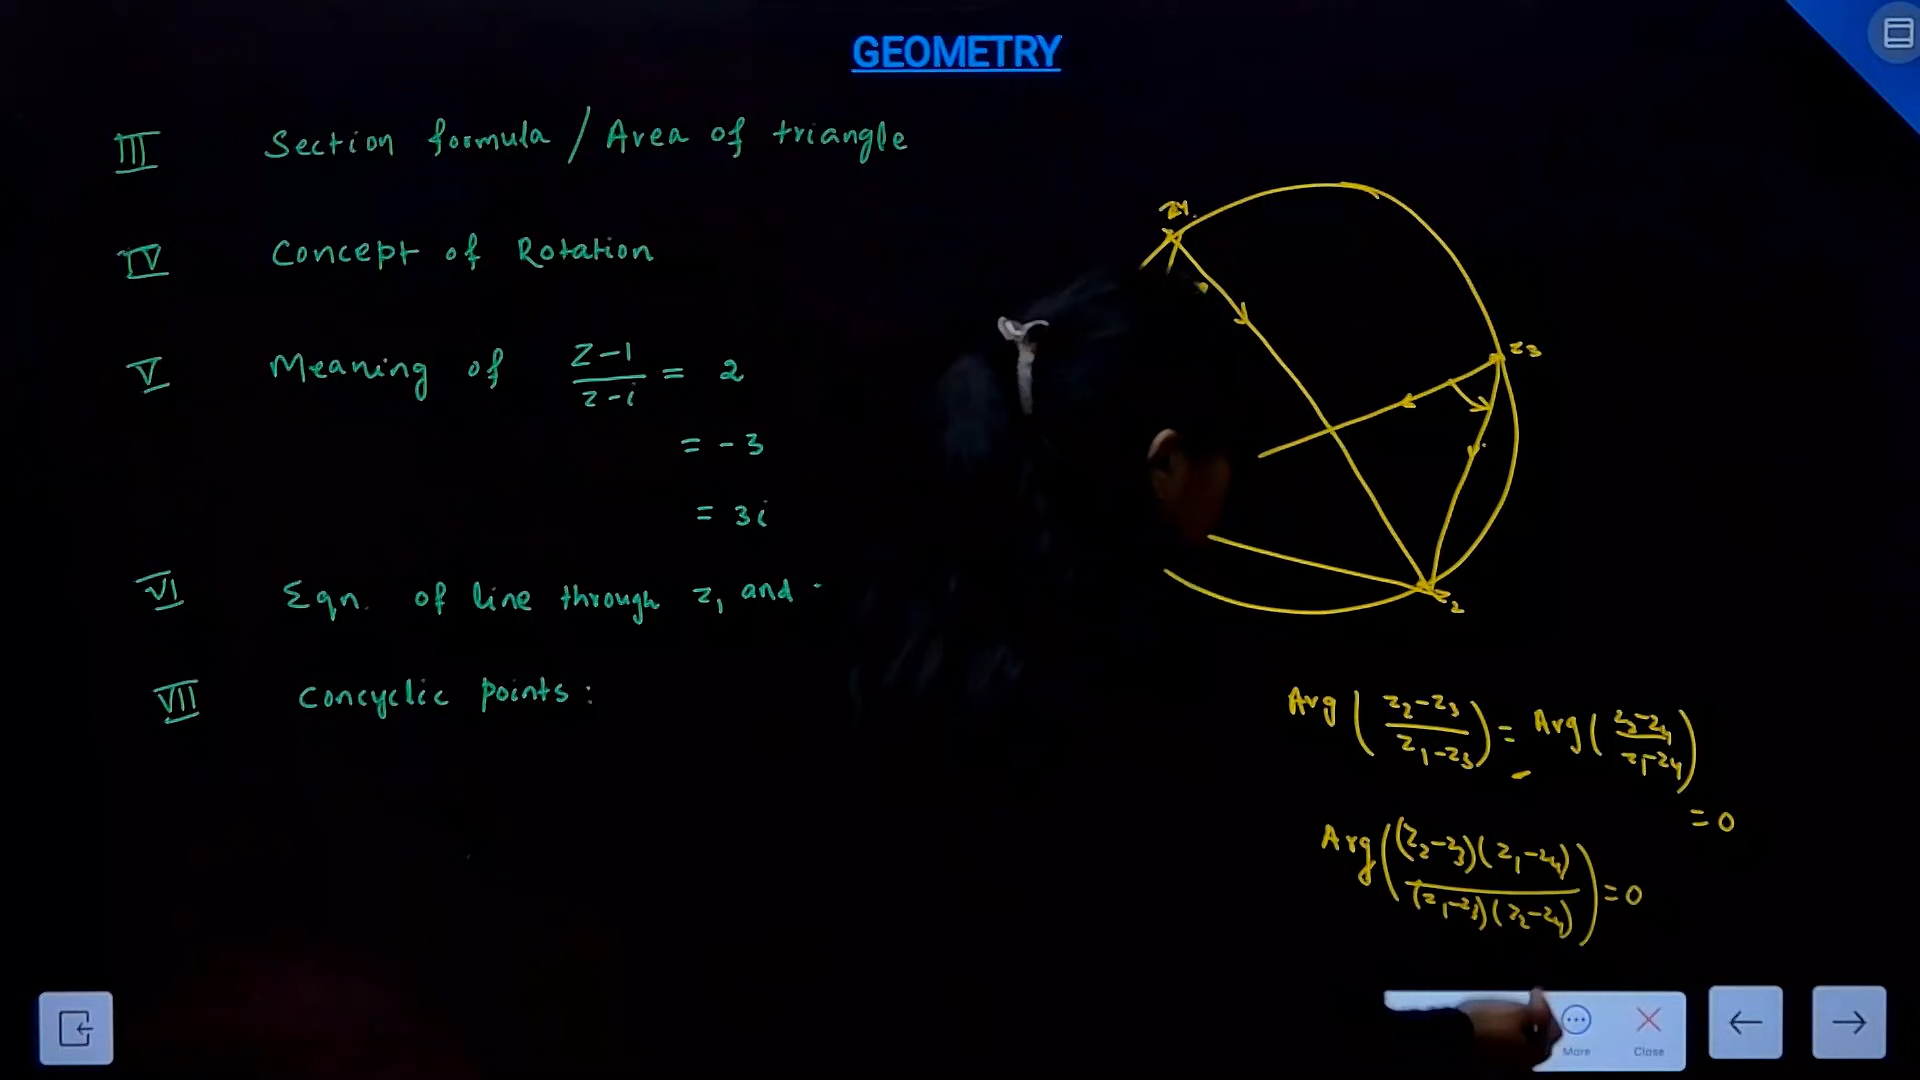 GEOMETRY
III Section formula / Area of triangle
IV Concept of Rotation
V Meaning of (z-1)/(z-i) = 2
= -3
= 3i
VI Eqn. of line through z₁ and
VII Concyclic points:
z4.
z3
z2
Arg ( (z₂-z₃)/(z₁-z₃) ) = Arg ( (z₂-z₄)/(z₁-z₄) )
= 0
Arg ( ((z₂-z₃)(z₁-z₄))/((z₁-z₃)(z₂-z₄)) ) = 0
More
Close